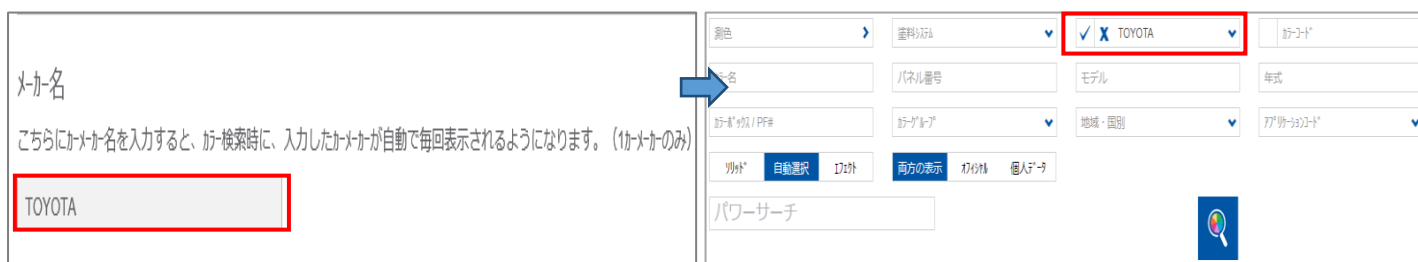 ﾒｰｶｰ名
こちらにｶｰﾒｰｶｰ名を入力すると、ｶﾗｰ検索時に、入力したｶｰﾒｰｶｰが自動で毎回表示されるようになります。（1ｶｰﾒｰｶｰのみ）
TOYOTA
測色
塗料ｼｽﾃﾑ
TOYOTA
ｶﾗｰｺｰﾄﾞ
ｶﾗｰ名
パネル番号
モデル
年式
ｶﾗｰﾎﾞｯｸｽ / PF#
ｶﾗｰｸﾞﾙｰﾌﾟ
地域・国別
ｱﾌﾟﾘｹｰｼｮﾝｺｰﾄﾞ
ｿﾘｯﾄﾞ 自動選択 ｴﾌｪｸﾄ
両方の表示 ｵﾌｨｼｬﾙ 個人ﾃﾞｰﾀ
パワーサーチ